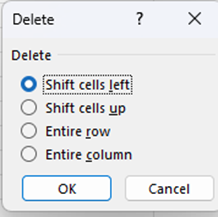 Delete ?
Delete
Shift cells left
Shift cells up
Entire row
Entire column
OK Cancel